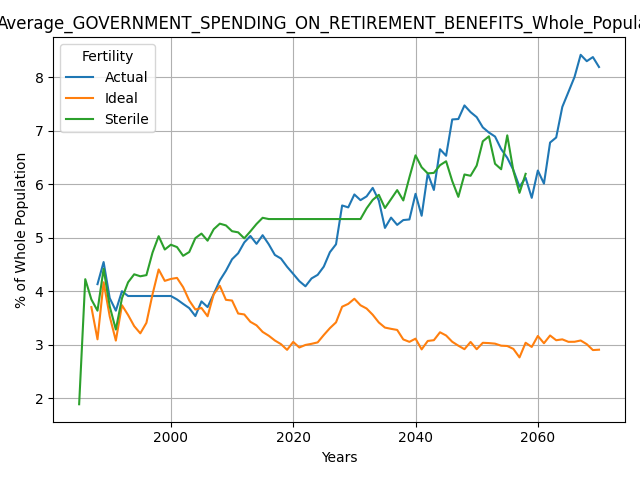 Average_GOVERNMENT_SPENDING_ON_RETIREMENT_BENEFITS_Whole_Popula
Fertility
Actual
Ideal
Sterile
% of Whole Population
8
7
6
5
4
3
2
2000 2020 2040 2060
Years